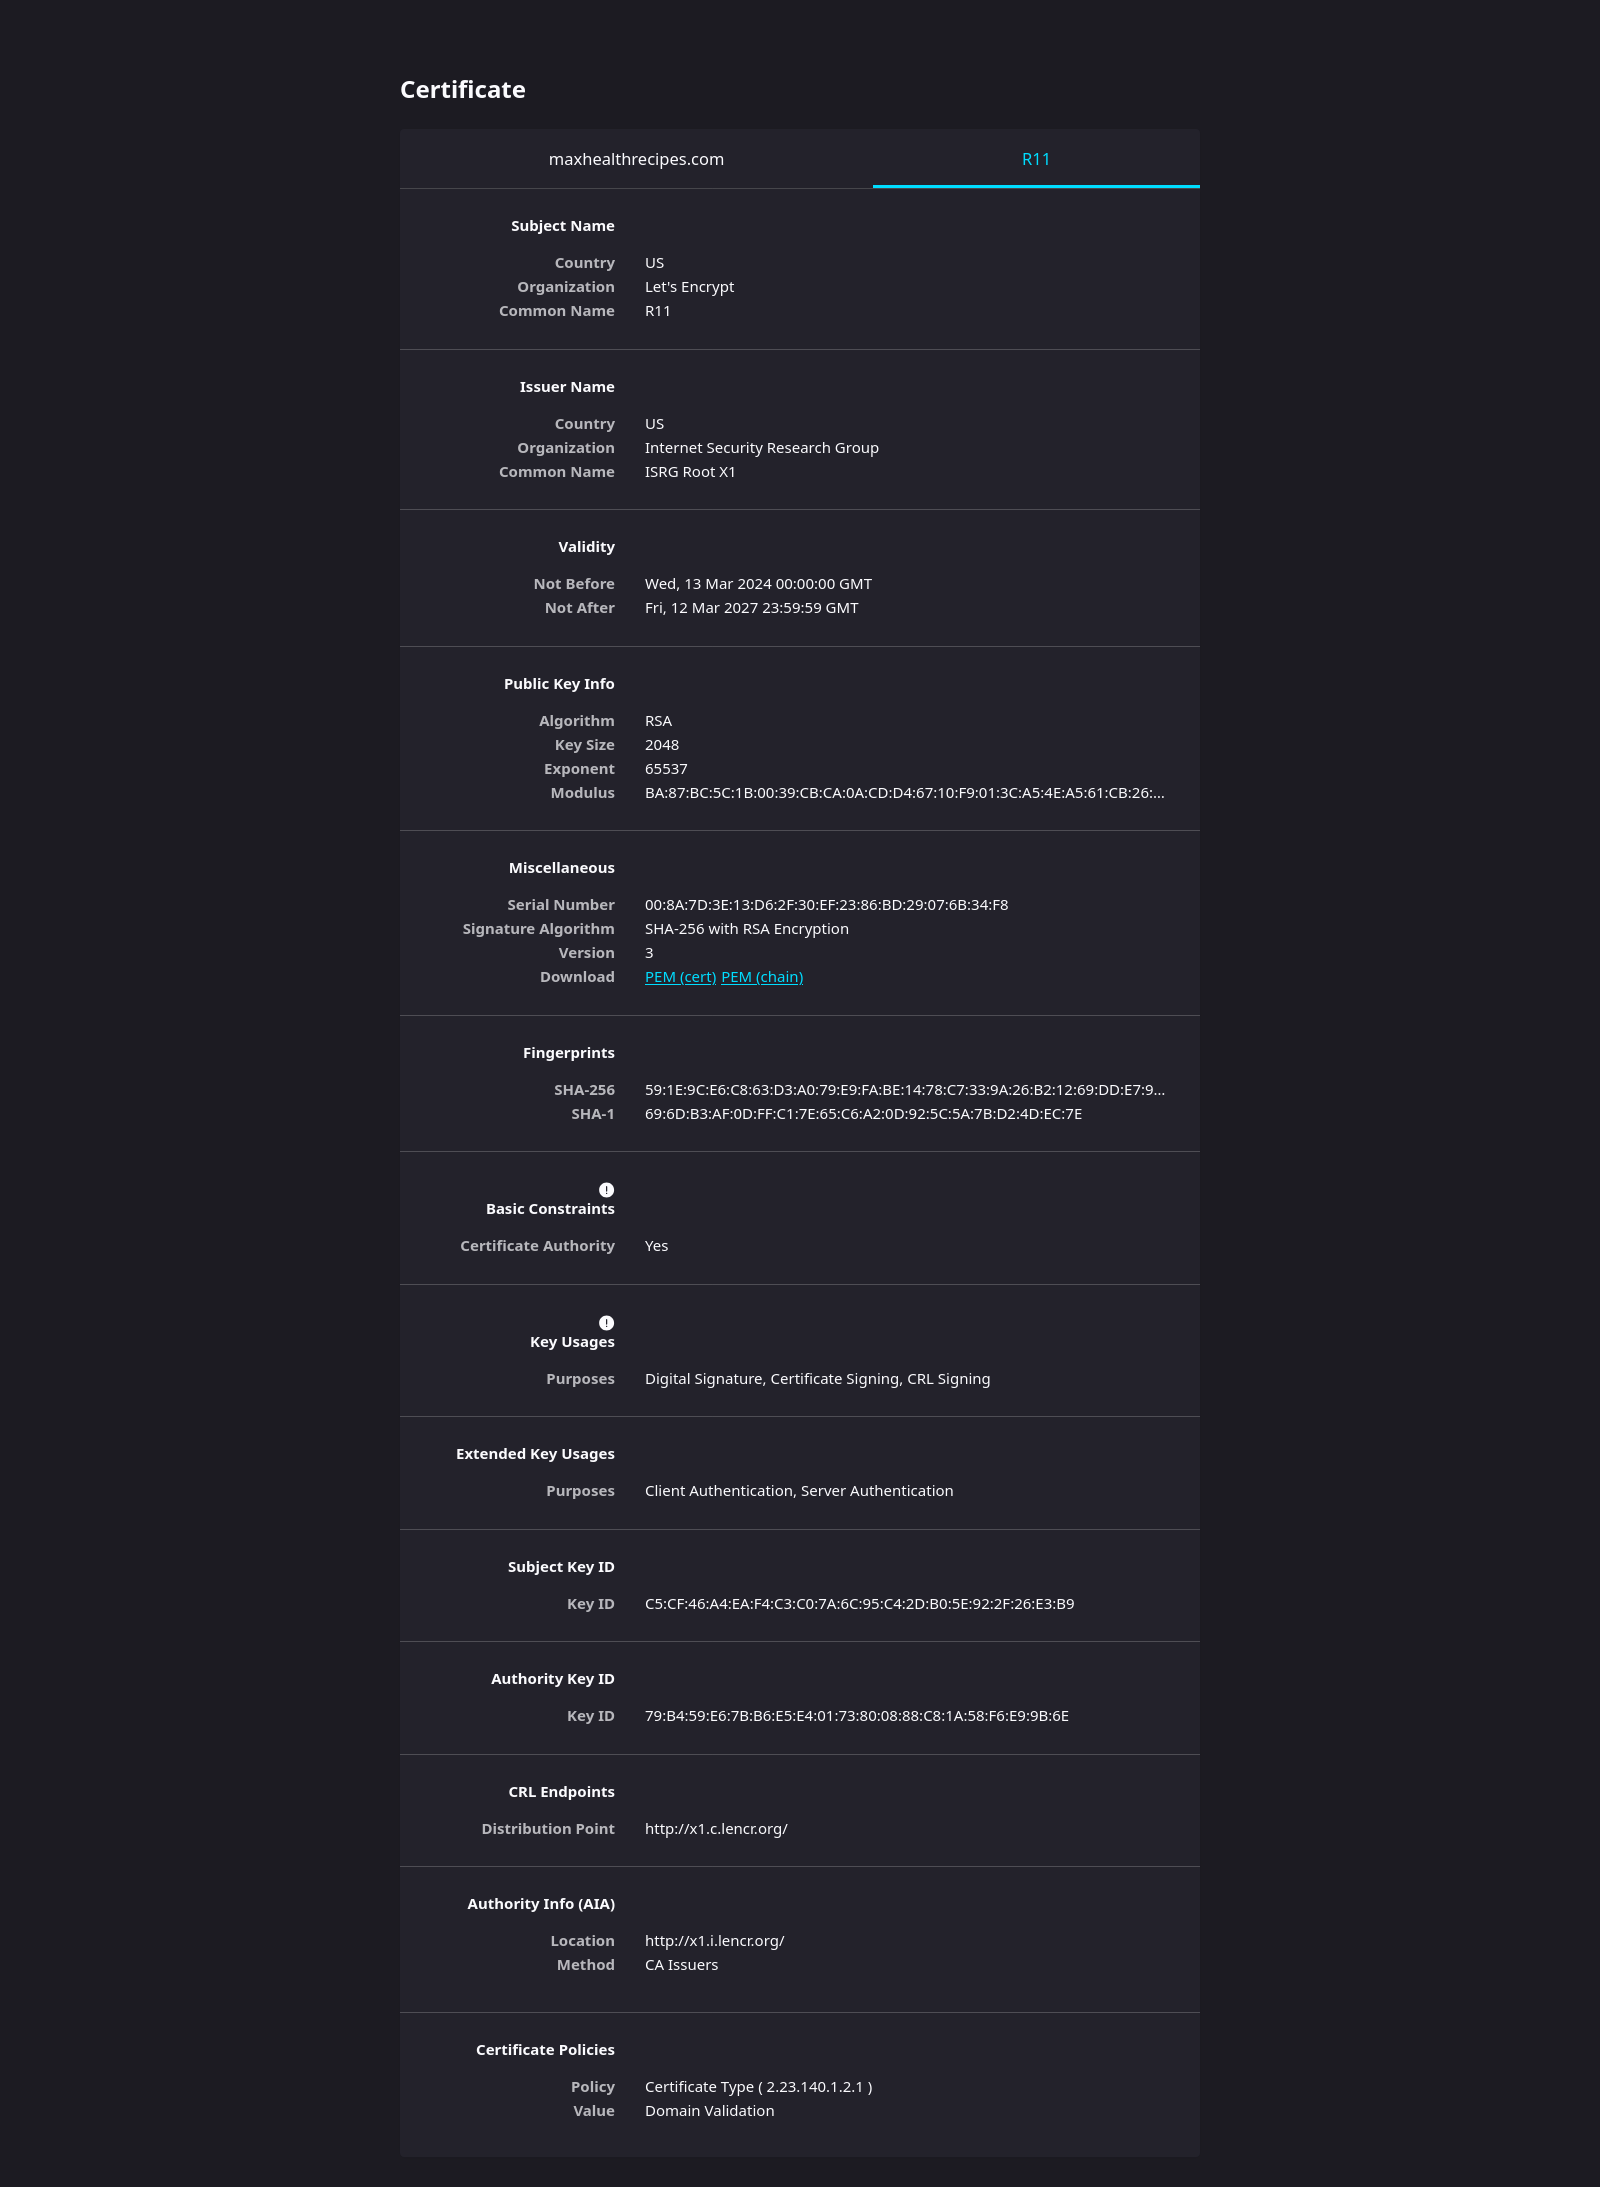 Certificate
maxhealthrecipes.com R11
Subject Name
Country US
Organization Let's Encrypt
Common Name R11
Issuer Name
Country US
Organization Internet Security Research Group
Common Name ISRG Root X1
Validity
Not Before Wed, 13 Mar 2024 00:00:00 GMT
Not After Fri, 12 Mar 2027 23:59:59 GMT
Public Key Info
Algorithm RSA
Key Size 2048
Exponent 65537
Modulus BA:87:BC:5C:1B:00:39:CB:CA:0A:CD:D4:67:10:F9:01:3C:A5:4E:A5:61:CB:26:...
Miscellaneous
Serial Number 00:8A:7D:3E:13:D6:2F:30:EF:23:86:BD:29:07:6B:34:F8
Signature Algorithm SHA-256 with RSA Encryption
Version 3
Download PEM (cert) PEM (chain)
Fingerprints
SHA-256 59:1E:9C:E6:C8:63:D3:A0:79:E9:FA:BE:14:78:C7:33:9A:26:B2:12:69:DD:E7:9...
SHA-1 69:6D:B3:AF:0D:FF:C1:7E:65:C6:A2:0D:92:5C:5A:7B:D2:4D:EC:7E
Basic Constraints
Certificate Authority Yes
Key Usages
Purposes Digital Signature, Certificate Signing, CRL Signing
Extended Key Usages
Purposes Client Authentication, Server Authentication
Subject Key ID
Key ID C5:CF:46:A4:EA:F4:C3:C0:7A:6C:95:C4:2D:B0:5E:92:2F:26:E3:B9
Authority Key ID
Key ID 79:B4:59:E6:7B:B6:E5:E4:01:73:80:08:88:C8:1A:58:F6:E9:9B:6E
CRL Endpoints
Distribution Point http://x1.c.lencr.org/
Authority Info (AIA)
Location http://x1.i.lencr.org/
Method CA Issuers
Certificate Policies
Policy Certificate Type ( 2.23.140.1.2.1 )
Value Domain Validation